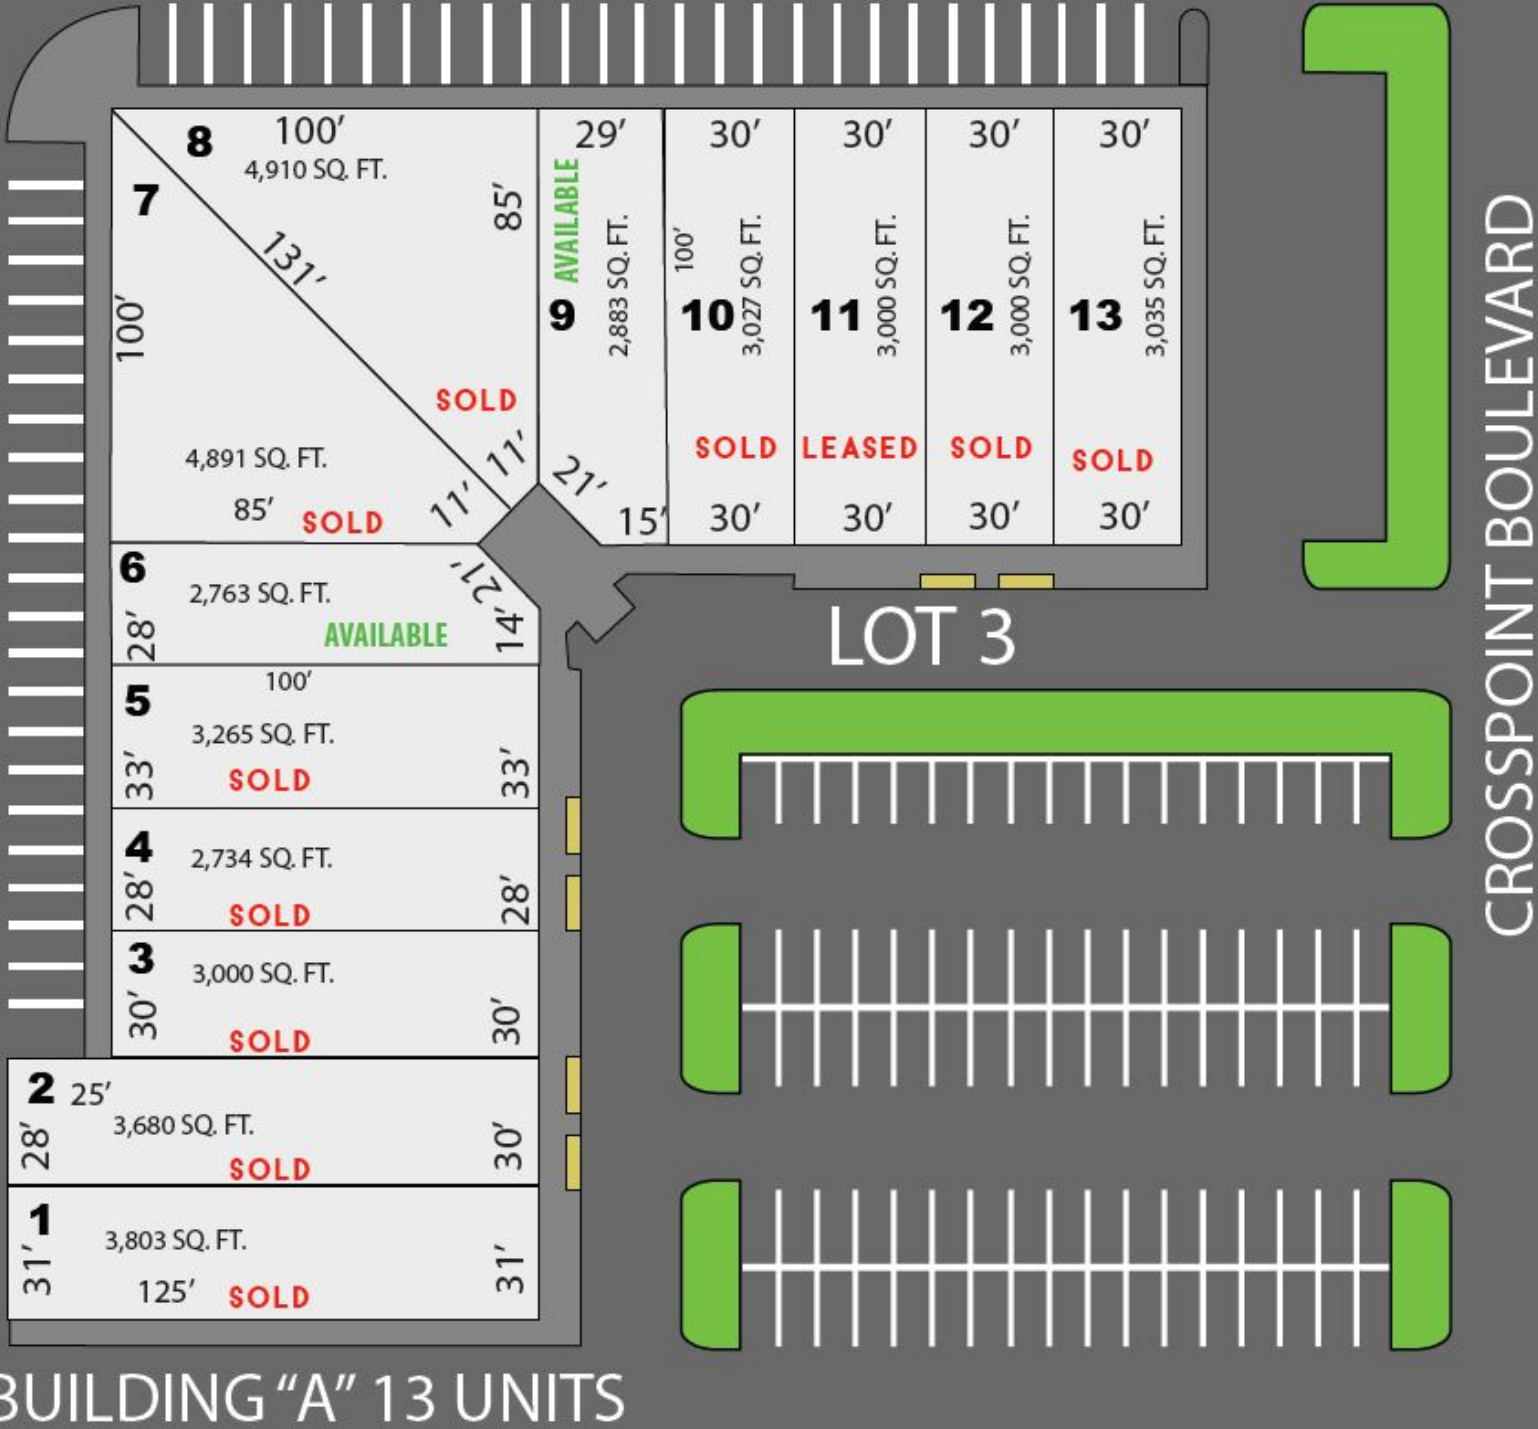 8
100’
4,910 SQ. FT.
85’
SOLD
11’
7
131’
100’
4,891 SQ. FT.
85’
SOLD
11’
29’
AVAILABLE
9
2,883 SQ. FT.
21’
15’
30’
100’
10
3,027 SQ. FT.
SOLD
30’
30’
11
3,000 SQ. FT.
LEASED
30’
30’
12
3,000 SQ. FT.
SOLD
30’
30’
13
3,035 SQ. FT.
SOLD
30’
6
2,763 SQ. FT.
28’
AVAILABLE
21’
14’
5
100’
3,265 SQ. FT.
33’
SOLD
33’
4
2,734 SQ. FT.
28’
SOLD
28’
3
3,000 SQ. FT.
30’
SOLD
30’
2
25’
3,680 SQ. FT.
28’
SOLD
30’
1
3,803 SQ. FT.
31’
125’
SOLD
31’
LOT 3
CROSSPOINT BOULEVARD
BUILDING “A” 13 UNITS